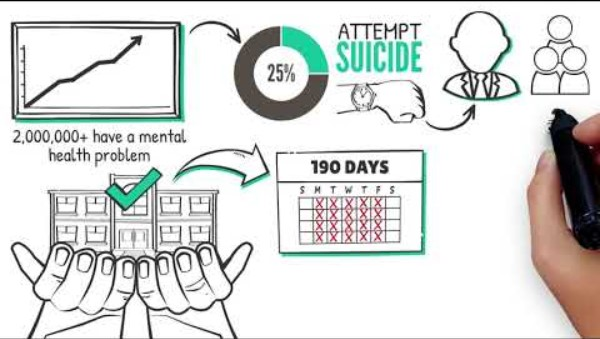 25%
ATTEMPT
SUICIDE
2,000,000+ have a mental
health problem
190 DAYS
S M T W T F S